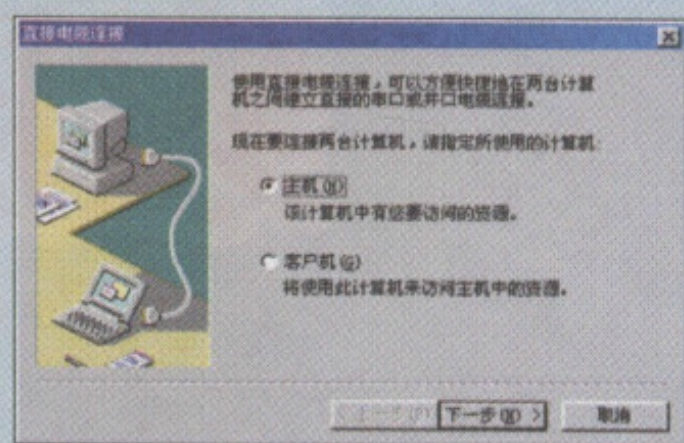 直接电缆连接
使用直接电缆连接，可以方便快捷地在两台计算
机之间建立直接的串口或并口电缆连接。
现在要连接两台计算机，请指定所使用的计算机:
主机(H)
该计算机中有您要访问的资源。
客户机(G)
将使用此计算机来访问主机中的资源。
< 上一步(P) 下一步(N) > 取消